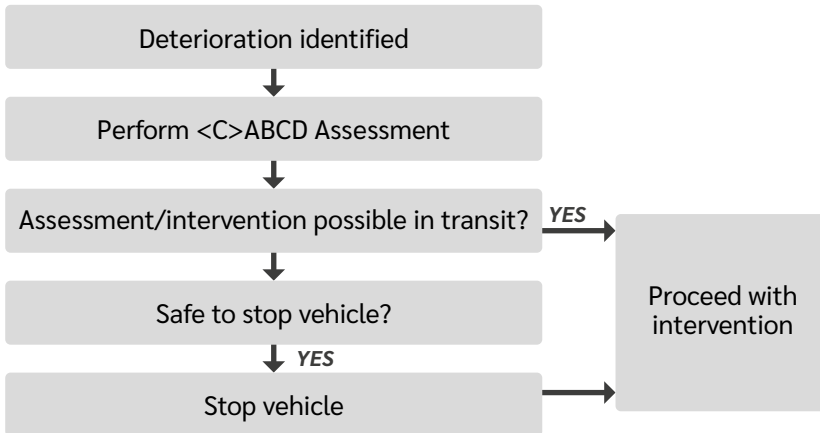 Deterioration identified
Perform <C>ABCD Assessment
Assessment/intervention possible in transit?
YES
Safe to stop vehicle?
YES
Stop vehicle
Proceed with
intervention